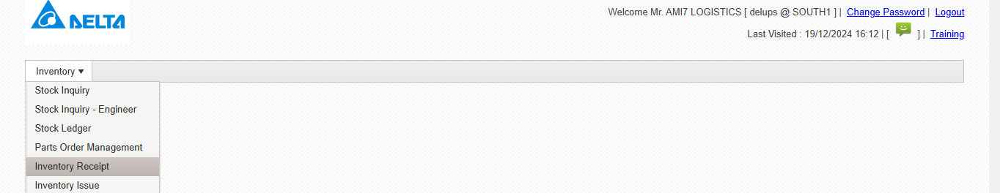 DELTA
Welcome Mr. AMI7 LOGISTICS [ delups @ SOUTH1 ] | Change Password | Logout
Last Visited : 19/12/2024 16:12 | [ ] | Training
Inventory
Stock Inquiry
Stock Inquiry - Engineer
Stock Ledger
Parts Order Management
Inventory Receipt
Inventory Issue